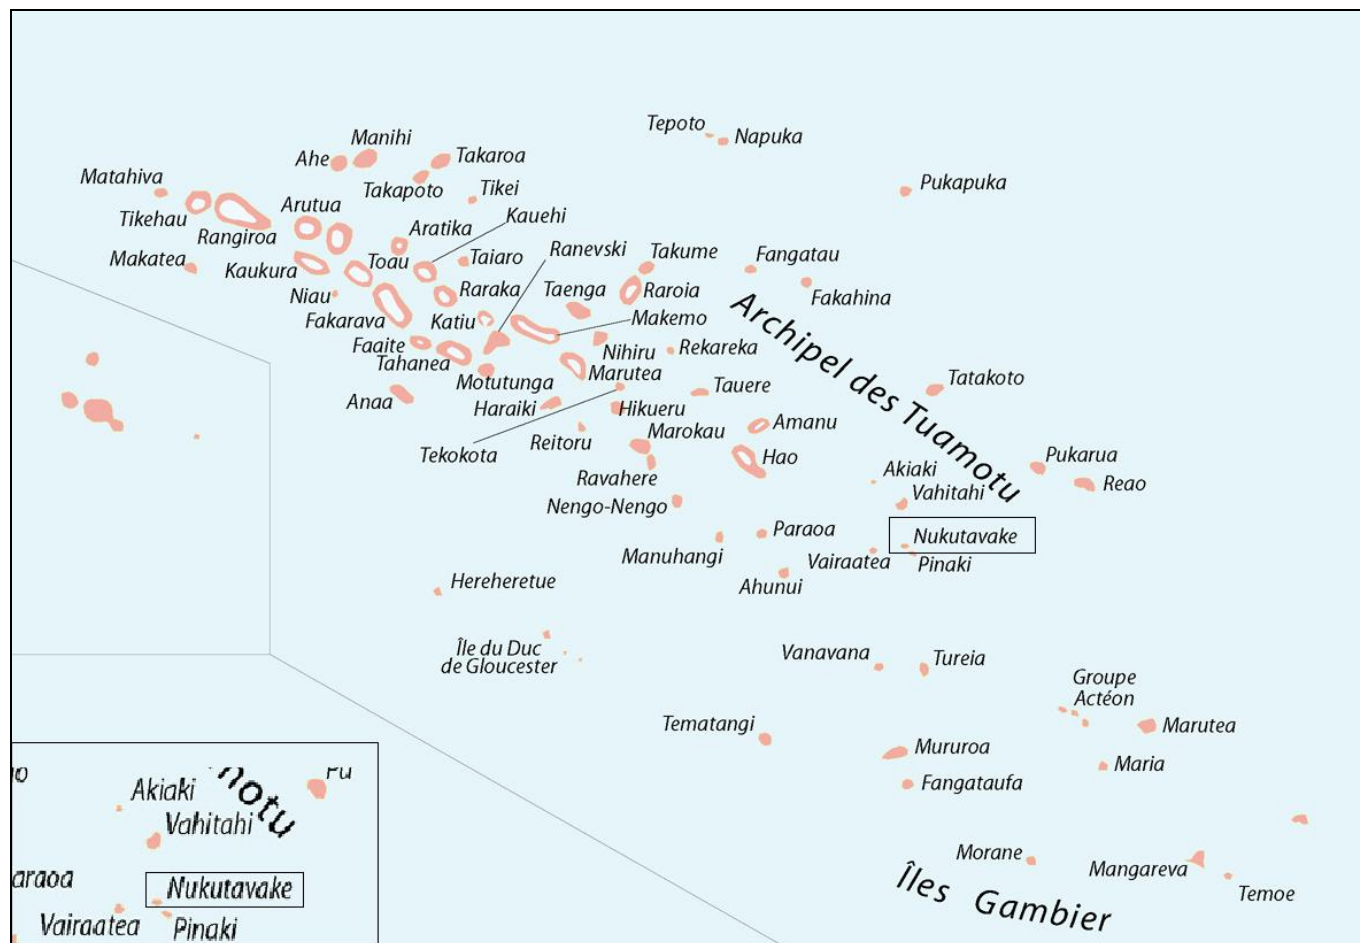 Tepoto
Napuka
Manihi
Ahe
Takaroa
Matahiva
Takapoto
Tikei
Pukapuka
Tikehau
Arutua
Kauehi
Rangiroa
Aratika
Ranevski
Takume
Fangatau
Makatea
Kaukura
Toau
Taiaro
Niau
Raraka
Taenga
Raroia
Fakahina
Fakarava
Katiu
Makemo
Archipel des Tuamotu
Faaite
Nihiru
Rekareka
Tahanea
Motutunga
Marutea
Tauere
Tatakoto
Anaa
Haraiki
Hikueru
Amanu
Reitoru
Marokau
Tekokota
Hao
Pukarua
Ravahere
Akiaki
Reao
Vahitahi
Nengo-Nengo
Paraoa
Nukutavake
Manuhangi
Vairaatea
Pinaki
Ahunui
Hereheretue
Île du Duc
de Gloucester
Vanavana
Tureia
Groupe
Actéon
Tematangi
Marutea
Mururoa
Maria
Fangataufa
Morane
Mangareva
Temoe
Îles Gambier
motu
Pu
Akiaki
Vahitahi
araoa
Nukutavake
Vairaatea
Pinaki